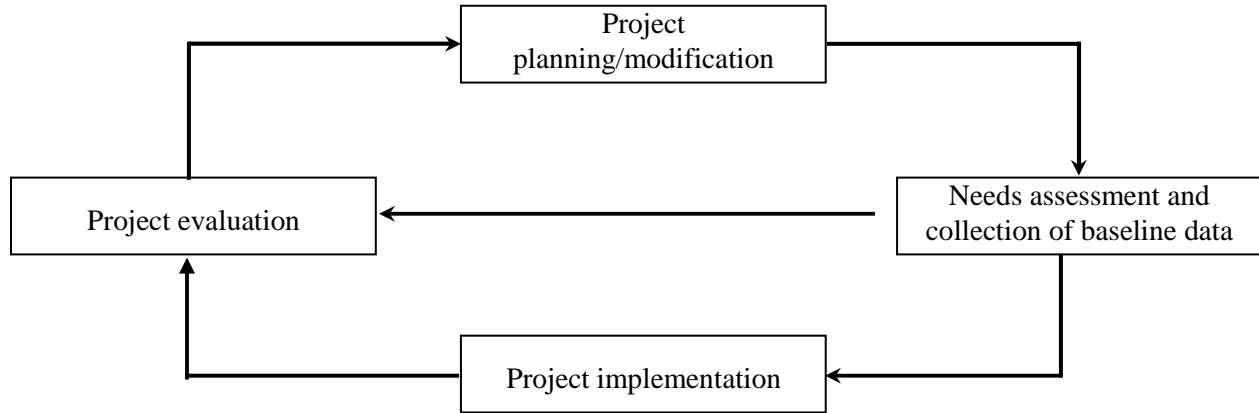 Project
planning/modification
Needs assessment and
collection of baseline data
Project evaluation
Project implementation